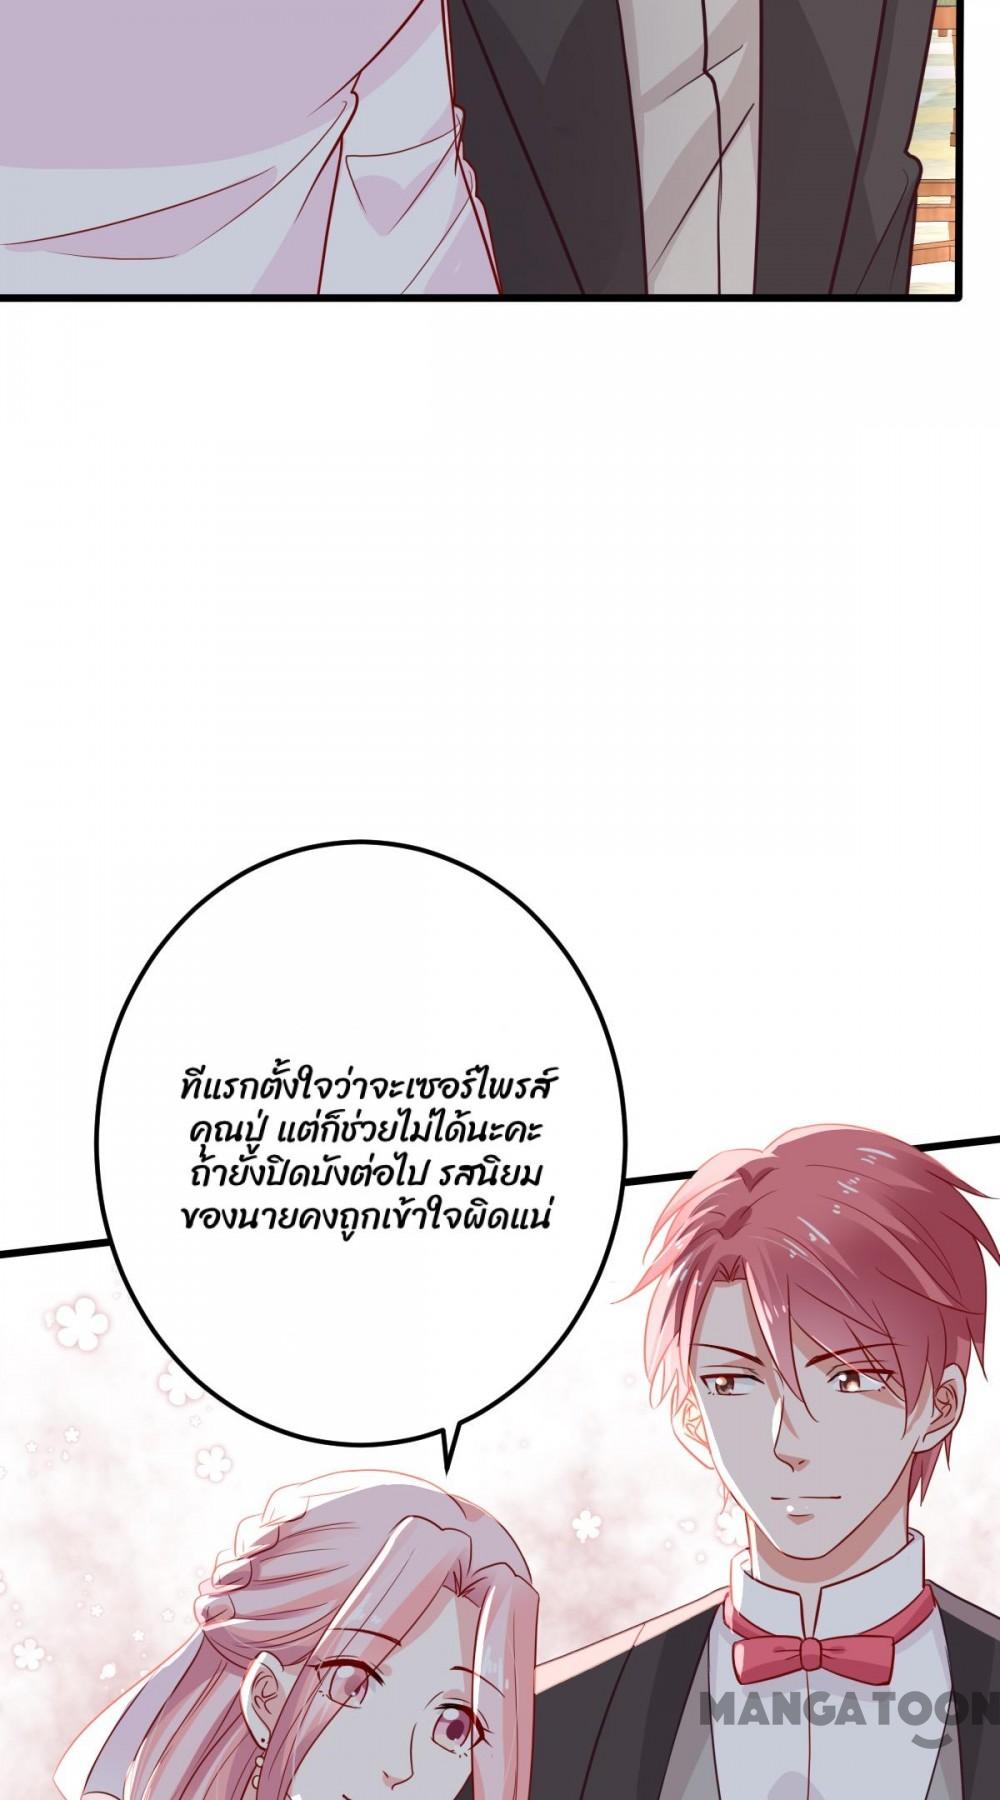 ทีแรกตั้งใจว่าจะเซอร์ไพรส์
คุณปู่ แต่ก็ช่วยไม่ได้นะคะ
ถ้ายังปิดบังต่อไป รสนิยม
ของนายคงถูกเข้าใจผิดแน่
MANGATOON